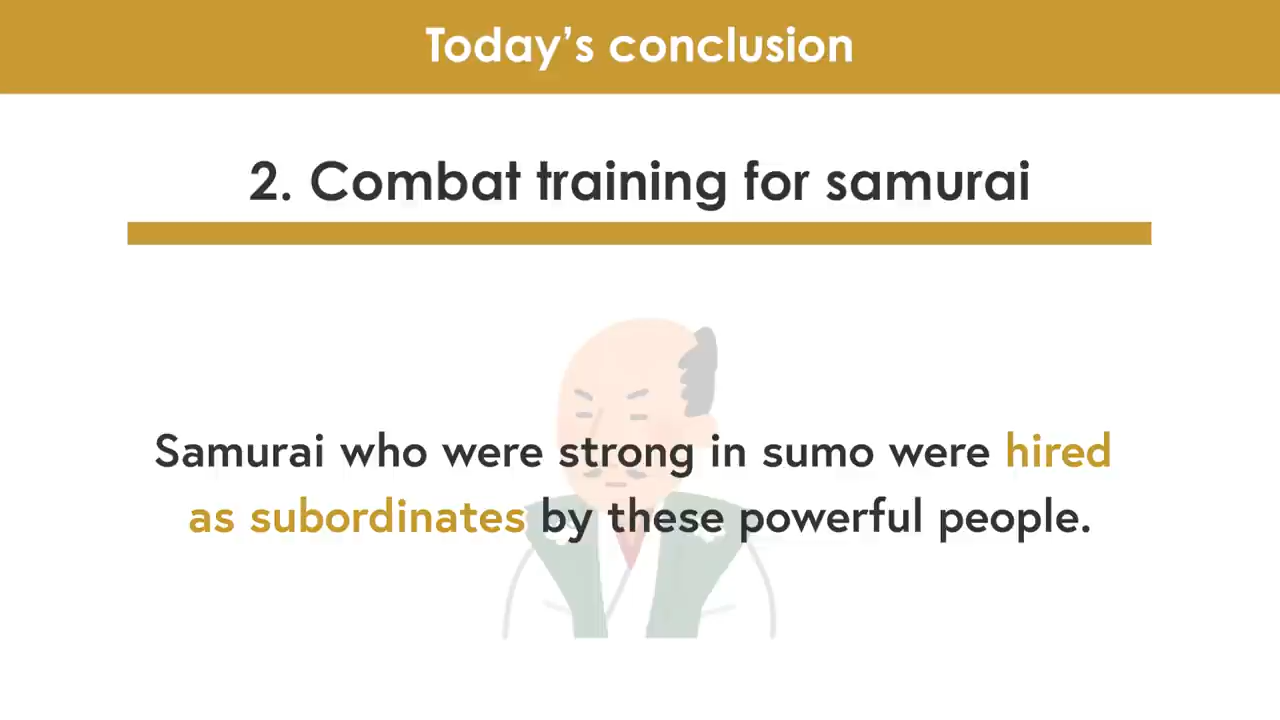 Today’s conclusion
2. Combat training for samurai
Samurai who were strong in sumo were hired
as subordinates by these powerful people.